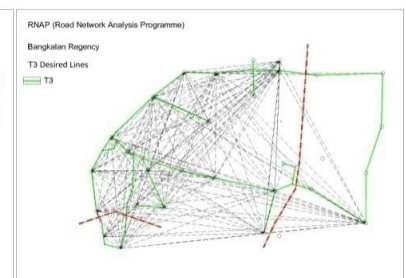 RNAP (Road Network Analysis Programme)
Bangkalan Regency
T3 Desired Lines
T3